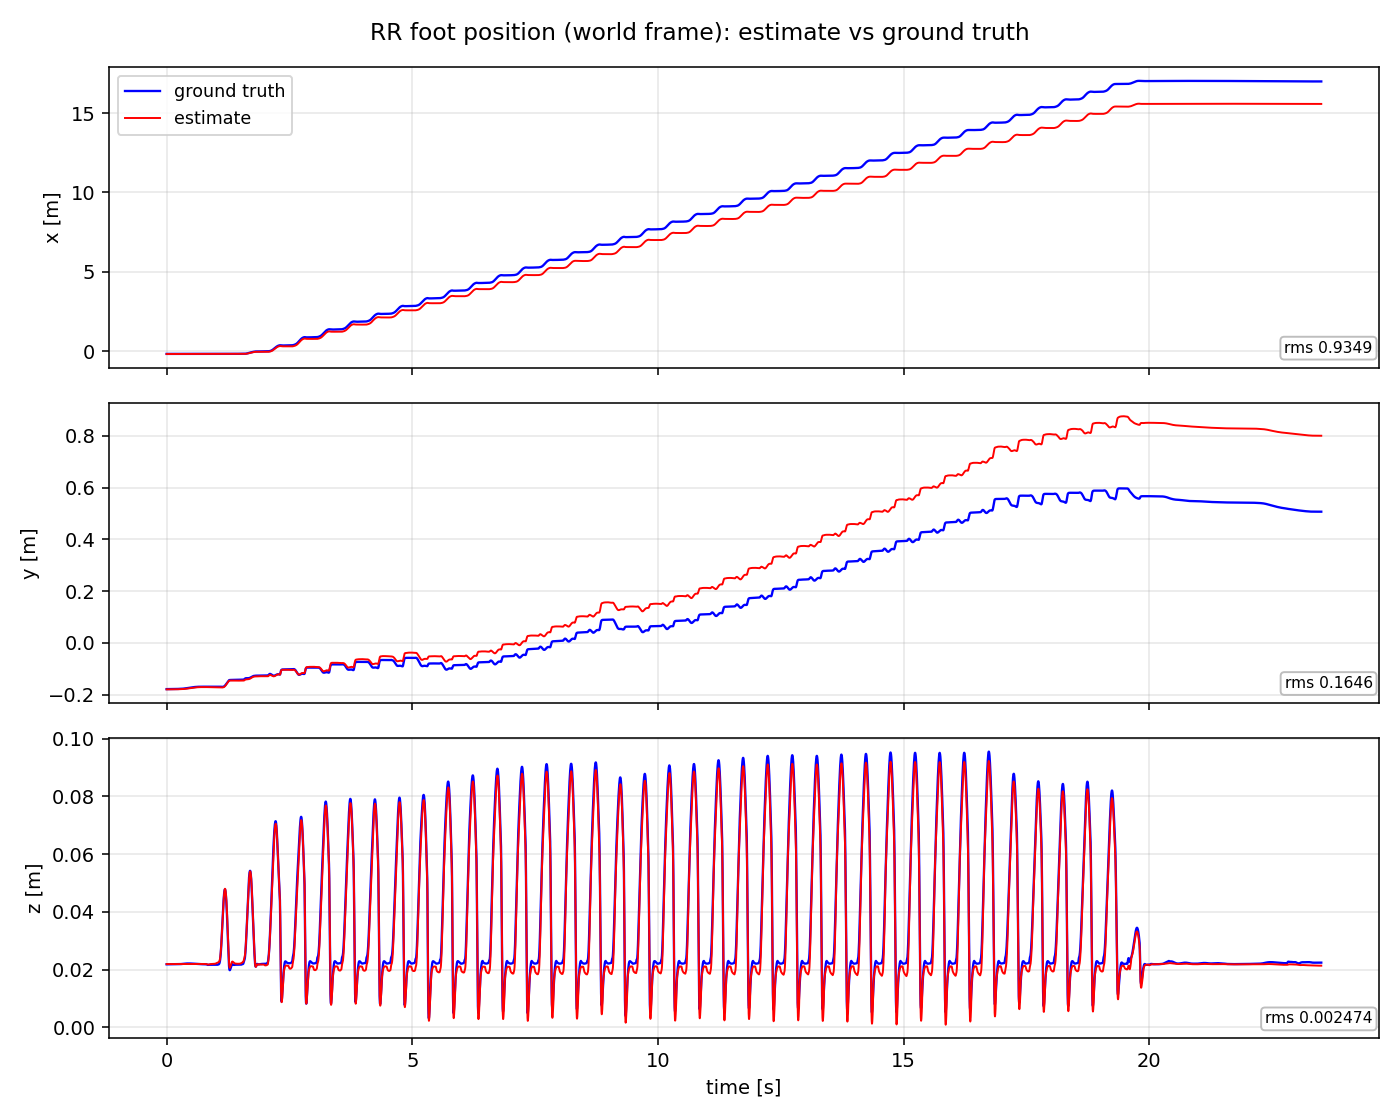 RR foot position (world frame): estimate vs ground truth
ground truth
estimate
x [m]
15
10
5
0
rms 0.9349
y [m]
0.8
0.6
0.4
0.2
0.0
−0.2
rms 0.1646
z [m]
0.10
0.08
0.06
0.04
0.02
0.00
rms 0.002474
0 5 10 15 20
time [s]